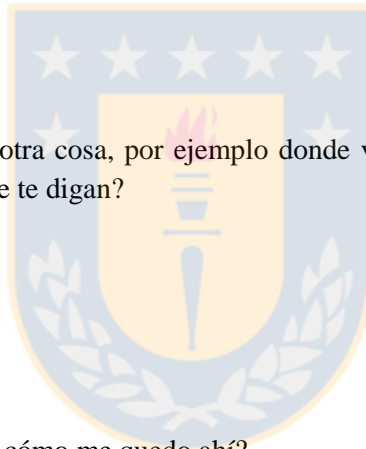 otra cosa, por ejemplo donde
e te digan?
cómo me quedo ahí?